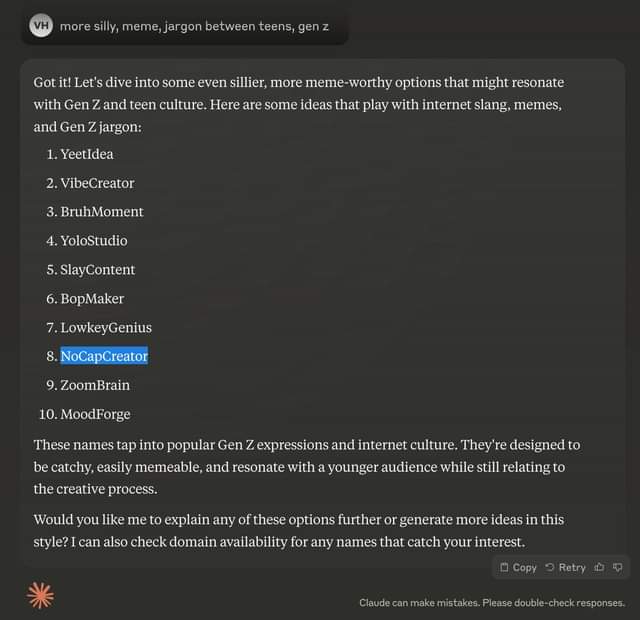 VH more silly, meme, jargon between teens, gen z
Got it! Let's dive into some even sillier, more meme-worthy options that might resonate
with Gen Z and teen culture. Here are some ideas that play with internet slang, memes,
and Gen Z jargon:
1. YeetIdea
2. VibeCreator
3. BruhMoment
4. YoloStudio
5. SlayContent
6. BopMaker
7. LowkeyGenius
8. NoCapCreator
9. ZoomBrain
10. MoodForge
These names tap into popular Gen Z expressions and internet culture. They're designed to
be catchy, easily memeable, and resonate with a younger audience while still relating to
the creative process.
Would you like me to explain any of these options further or generate more ideas in this
style? I can also check domain availability for any names that catch your interest.
Copy Retry
Claude can make mistakes. Please double-check responses.